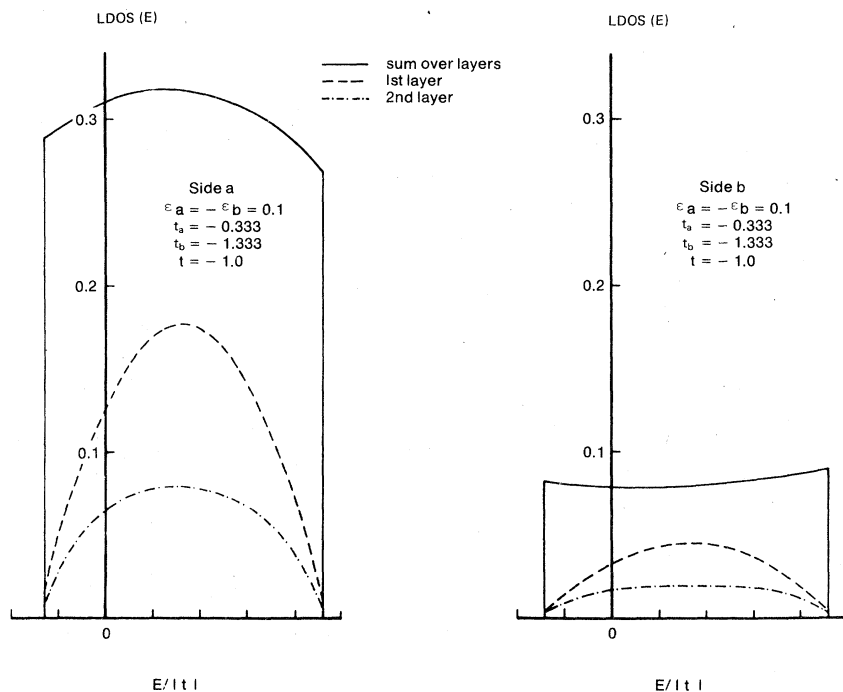 LDOS (E)
LDOS (E)
sum over layers
1st layer
2nd layer
0.3
0.3
Side a
εa = − εb = 0.1
ta = − 0.333
tb = − 1.333
t = − 1.0
Side b
εa = − εb = 0.1
ta = − 0.333
tb = − 1.333
t = − 1.0
0.2
0.2
0.1
0.1
0
0
E/|t|
E/|t|